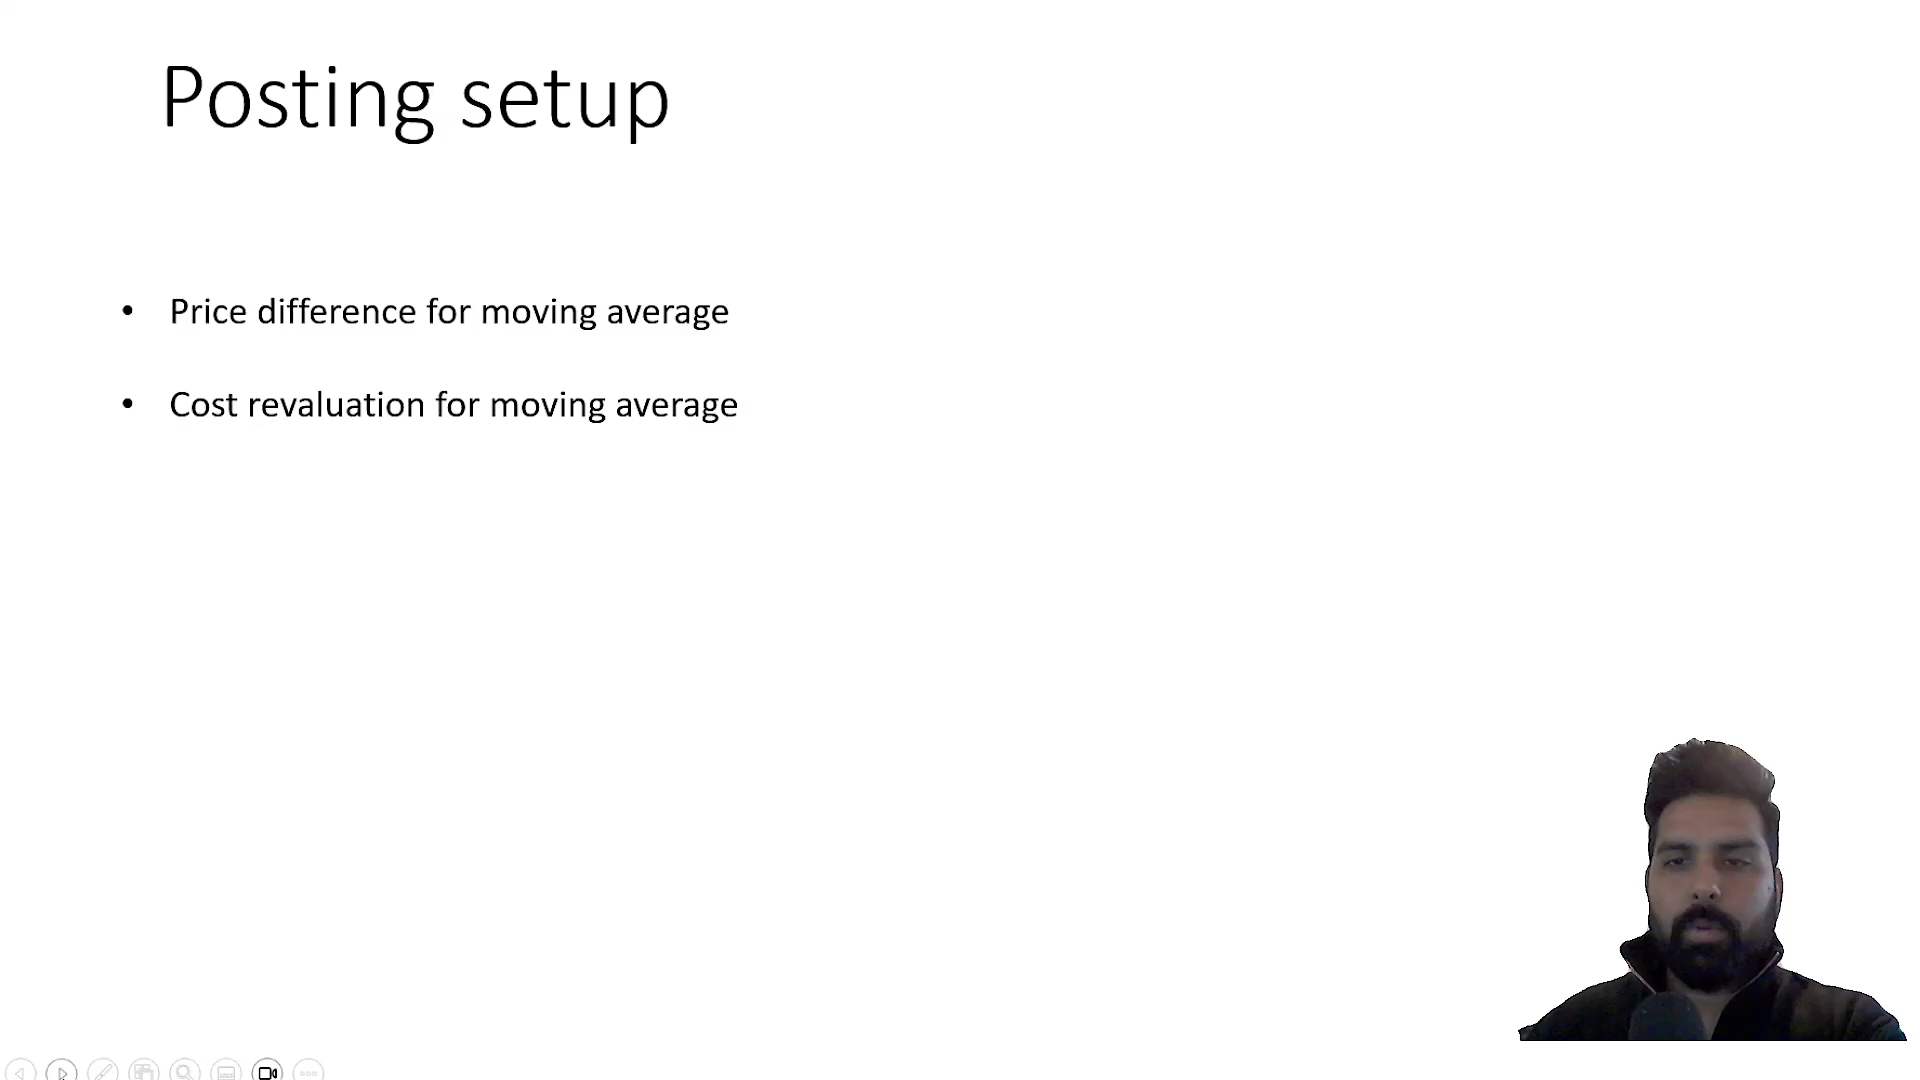 Posting setup
• Price difference for moving average
• Cost revaluation for moving average